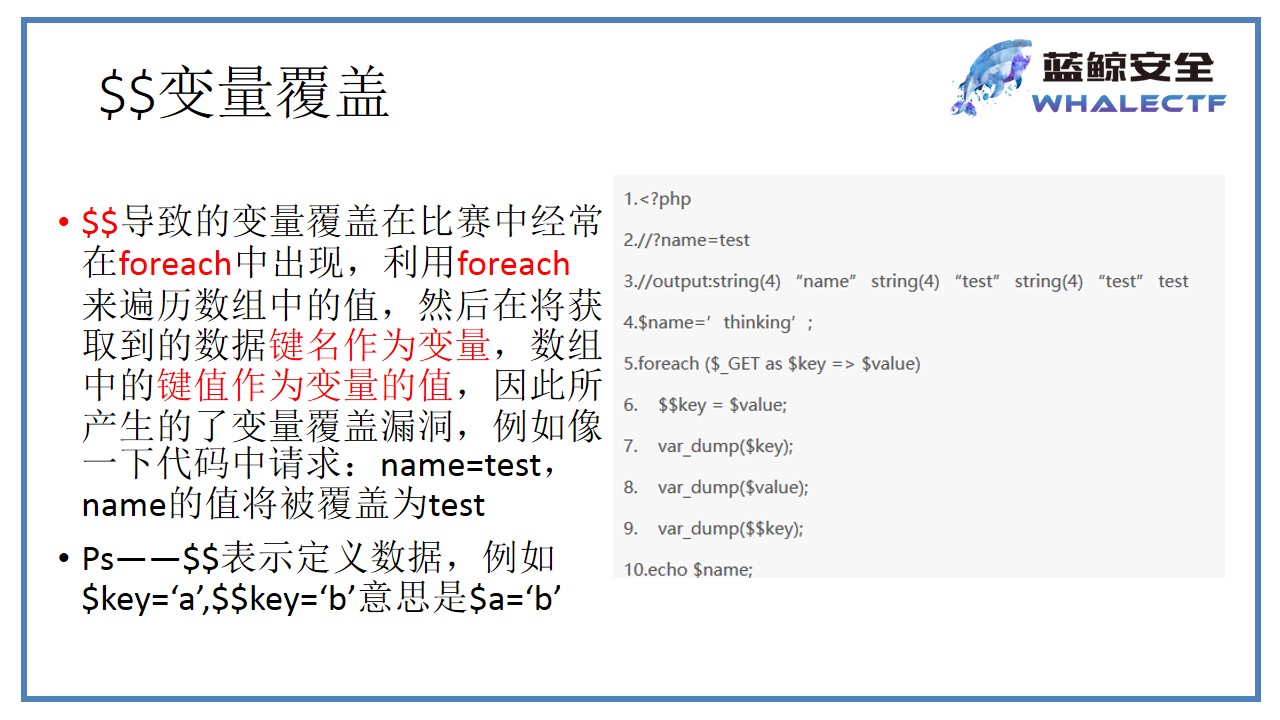 $$变量覆盖
蓝鲸安全
WHALECTF
• $$导致的变量覆盖在比赛中经常
在foreach中出现，利用foreach
来遍历数组中的值，然后在将获
取到的数据键名作为变量，数组
中的键值作为变量的值，因此所
产生的了变量覆盖漏洞，例如像
一下代码中请求：name=test，
name的值将被覆盖为test
• Ps——$$表示定义数据，例如
$key=‘a’,$$key=‘b’意思是$a=‘b’
1.<?php
2.//?name=test
3.//output:string(4) “name” string(4) “test” string(4) “test” test
4.$name=’thinking’;
5.foreach ($_GET as $key => $value)
6. $$key = $value;
7. var_dump($key);
8. var_dump($value);
9. var_dump($$key);
10.echo $name;